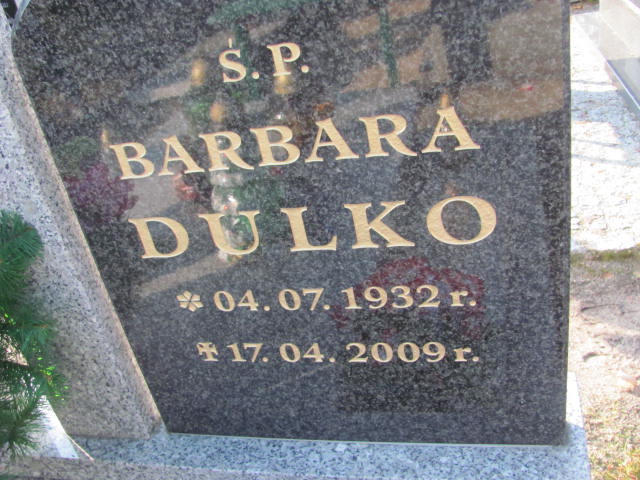 Ś.P.
BARBARA
DULKO
✽ 04. 07. 1932 r.
✝ 17. 04. 2009 r.